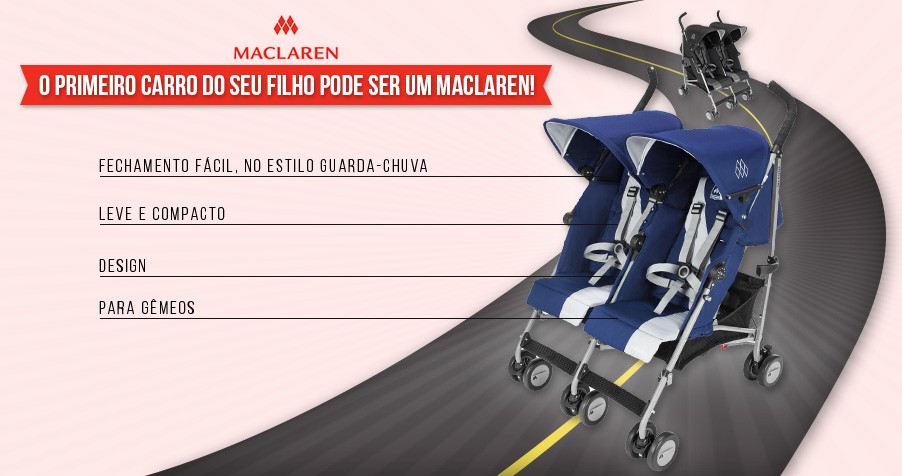 MACLAREN
O PRIMEIRO CARRO DO SEU FILHO PODE SER UM MACLAREN!
FECHAMENTO FÁCIL, NO ESTILO GUARDA-CHUVA
LEVE E COMPACTO
DESIGN
PARA GÊMEOS